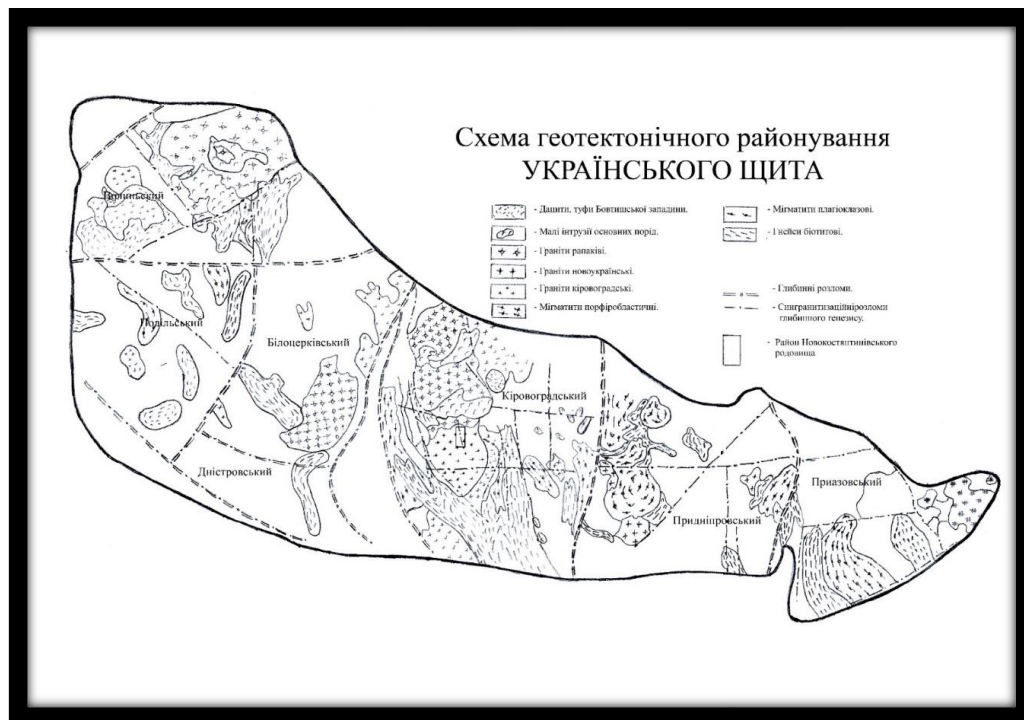 Схема геотектонічного районування
УКРАЇНСЬКОГО ЩИТА
- Дацити, туфи Бовтишської западини.
- Малі інтрузії основних порід.
- Граніти рапаківі.
- Граніти новоукраїнські.
- Граніти кіровоградські.
- Мігматити порфіробластичні.
- Мігматити плагіоклазові.
- Гнейси біотитові.
- Глибинні розломи.
- Сингранитизаційнірозломи
глибинного генезису.
- Район Новокостянтинівського
родовища
Волинський
Подільський
Білоцерківський
Кіровоградський
Дністровський
Придніпровський
Приазовський